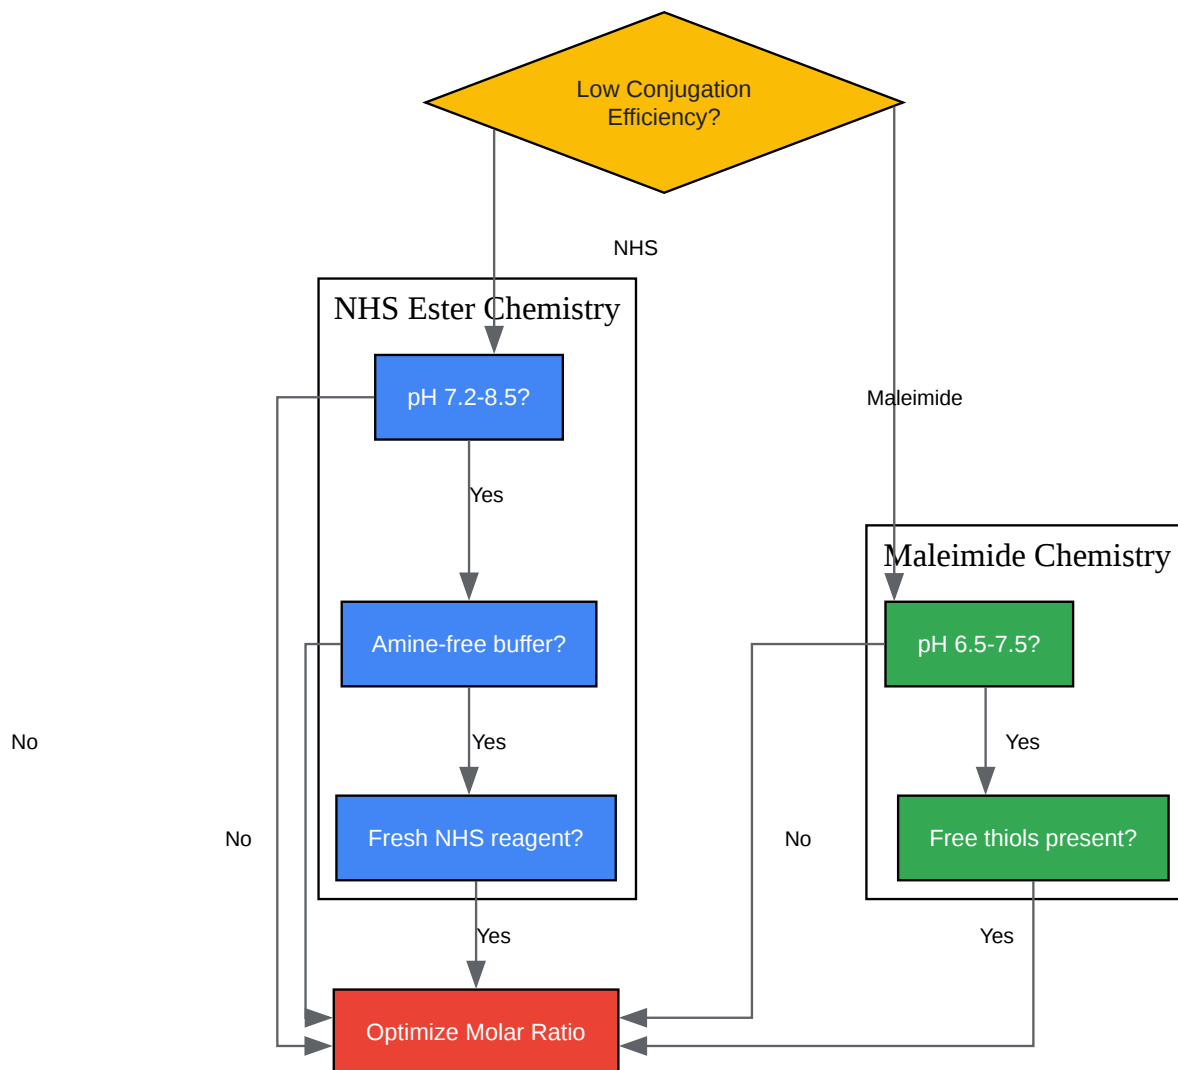 Low Conjugation
Efficiency?
NHS
NHS Ester Chemistry
pH 7.2-8.5?
Maleimide
Yes
Maleimide Chemistry
Amine-free buffer?
pH 6.5-7.5?
No
Yes
Yes
No
Fresh NHS reagent?
No
Free thiols present?
Yes
Yes
Optimize Molar Ratio